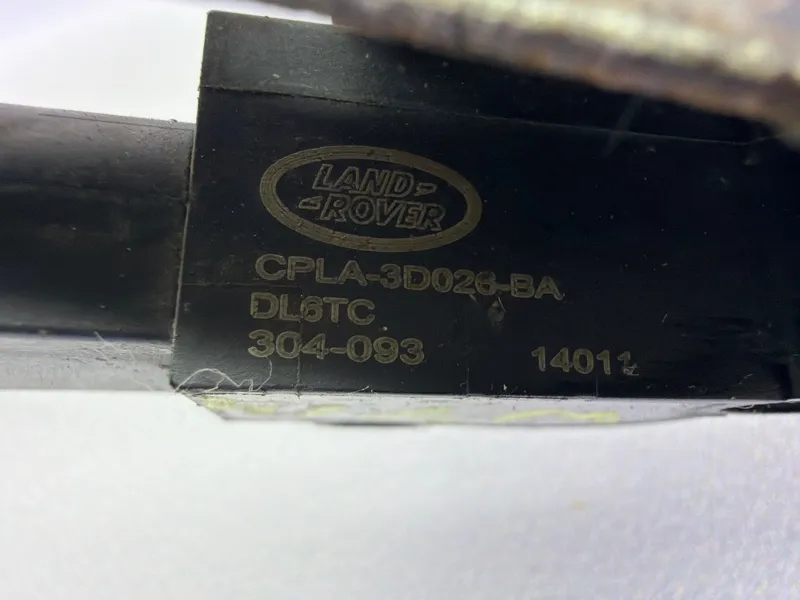 LAND-
-ROVER
CPLA-3D026-BA
DL6TC
304-093 14011